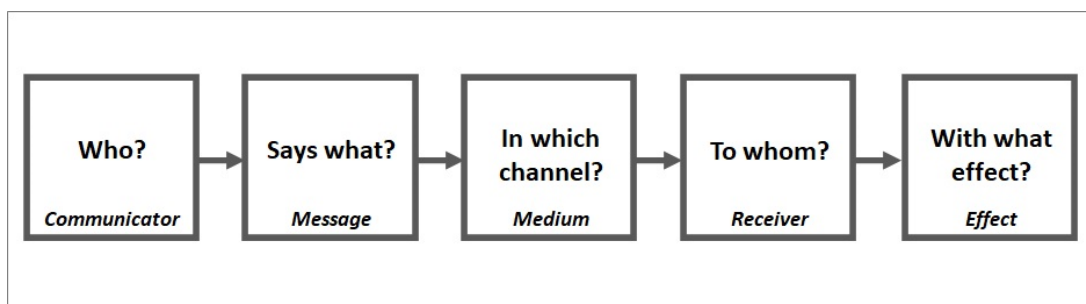 Who?
Communicator
Says what?
Message
In which
channel?
Medium
To whom?
Receiver
With what
effect?
Effect